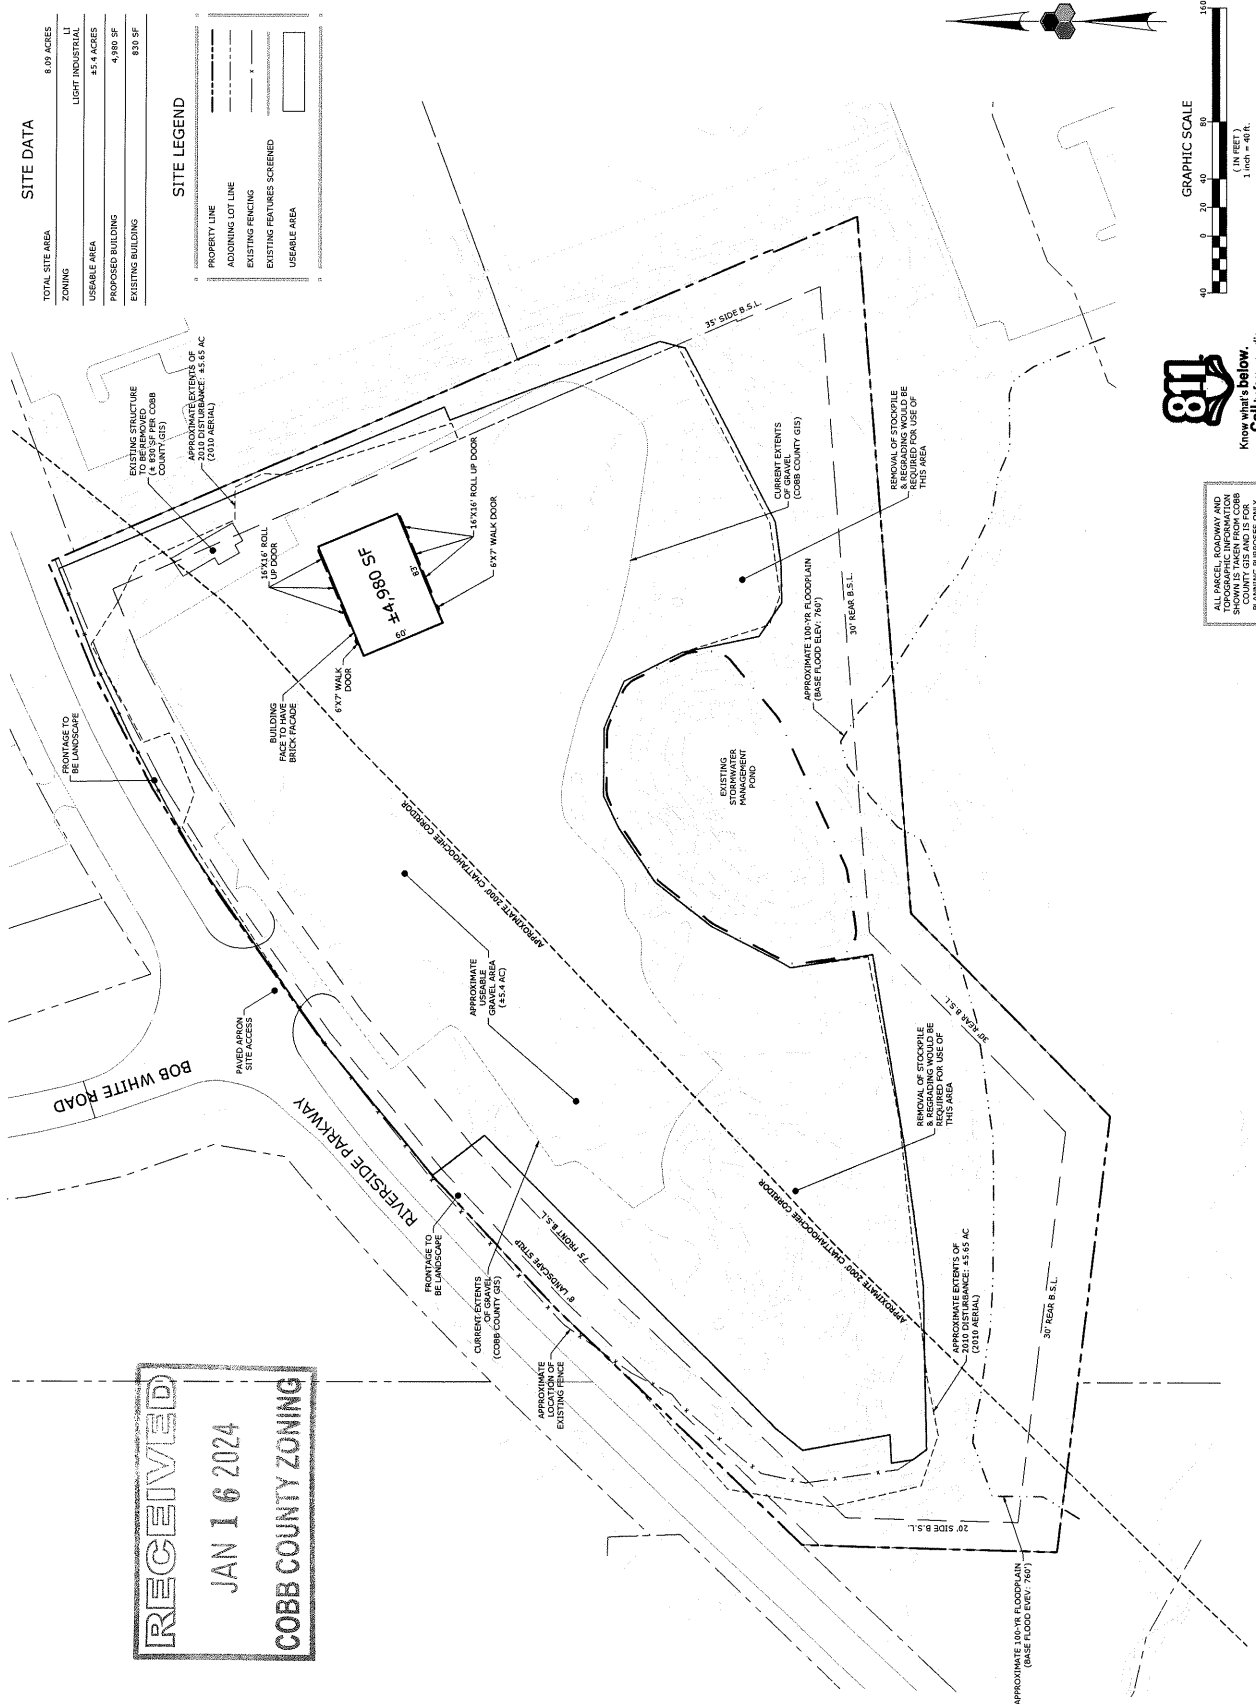 SITE DATA
TOTAL SITE AREA 8.09 ACRES
ZONING LI
LIGHT INDUSTRIAL
USEABLE AREA ±5.4 ACRES
PROPOSED BUILDING 4,980 SF
EXISITNG BUILDING 830 SF
SITE LEGEND
PROPERTY LINE
ADJOINING LOT LINE
EXISTING FENCING
EXISTING FEATURES SCREENED
USEABLE AREA
EXISTING STRUCTURE
TO BE REMOVED
(± 830 SF PER COBB
COUNTY GIS)
APPROXIMATE EXTENTS OF
2010 DISTURBANCE: ±5.65 AC
(2010 AERIAL)
16'X16' ROLL
UP DOOR
16'X16' ROLL UP DOOR
6'X7' WALK DOOR
±4,980 SF
83'
60'
6'X7' WALK
DOOR
BUILDING
FACE TO HAVE
BRICK FACADE
FRONTAGE TO
BE LANDSCAPE
35' SIDE B.S.L.
CURRENT EXTENTS
OF GRAVEL
(COBB COUNTY GIS)
REMOVAL OF STOCKPILE
& REGRADING WOULD BE
REQUIRED FOR USE OF
THIS AREA
APPROXIMATE 100-YR FLOODPLAIN
(BASE FLOOD ELEV: 760')
30' REAR B.S.L.
EXISTING
STORMWATER
MANAGEMENT
POND
APPROXIMATE 2000' CHATTAHOOCHEE CORRIDOR
APPROXIMATE
USEABLE
GRAVEL AREA
(±5.4 AC)
PAVED APRON
SITE ACCESS
BOB WHITE ROAD
RIVERSIDE PARKWAY
30' REAR B.S.L.
REMOVAL OF STOCKPILE
& REGRADING WOULD BE
REQUIRED FOR USE OF
THIS AREA
FRONTAGE TO
BE LANDSCAPE
8' LANDSCAPE STRIP
75' FRONT B.S.L.
CURRENT EXTENTS
OF GRAVEL
(COBB COUNTY GIS)
APPROXIMATE 2000' CHATTAHOOCHEE CORRIDOR
APPROXIMATE EXTENTS OF
2010 DISTURBANCE: ±5.65 AC
(2010 AERIAL)
30' REAR B.S.L.
APPROXIMATE
LOCATION OF
EXISTING FENCE
20' SIDE B.S.L.
APPROXIMATE 100-YR FLOODPLAIN
(BASE FLOOD EVEV: 760')
RECEIVED
JAN 16 2024
COBB COUNTY ZONING
GRAPHIC SCALE
40 0 20 40 80 160
( IN FEET )
1 inch = 40 ft.
811
Know what's below.
ALL PARCEL, ROADWAY AND
TOPOGRAPHIC INFORMATION
SHOWN IS TAKEN FROM COBB
COUNTY GIS AND IS FOR